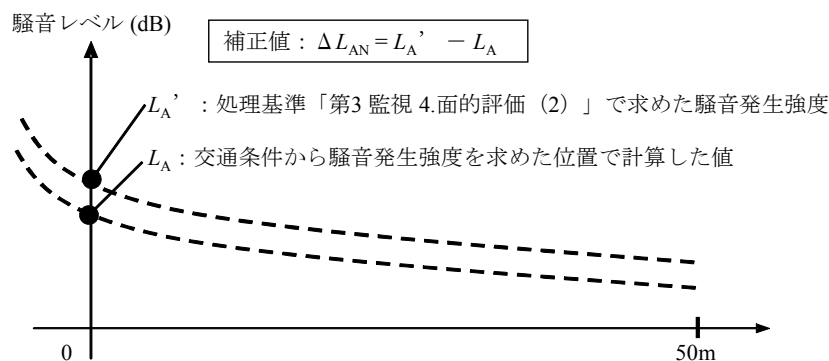 騒音レベル (dB)
補正値：ΔL_AN = L_A’ － L_A
L_A’ ：処理基準「第3 監視 4.面的評価（2）」で求めた騒音発生強度
L_A：交通条件から騒音発生強度を求めた位置で計算した値
0
50m